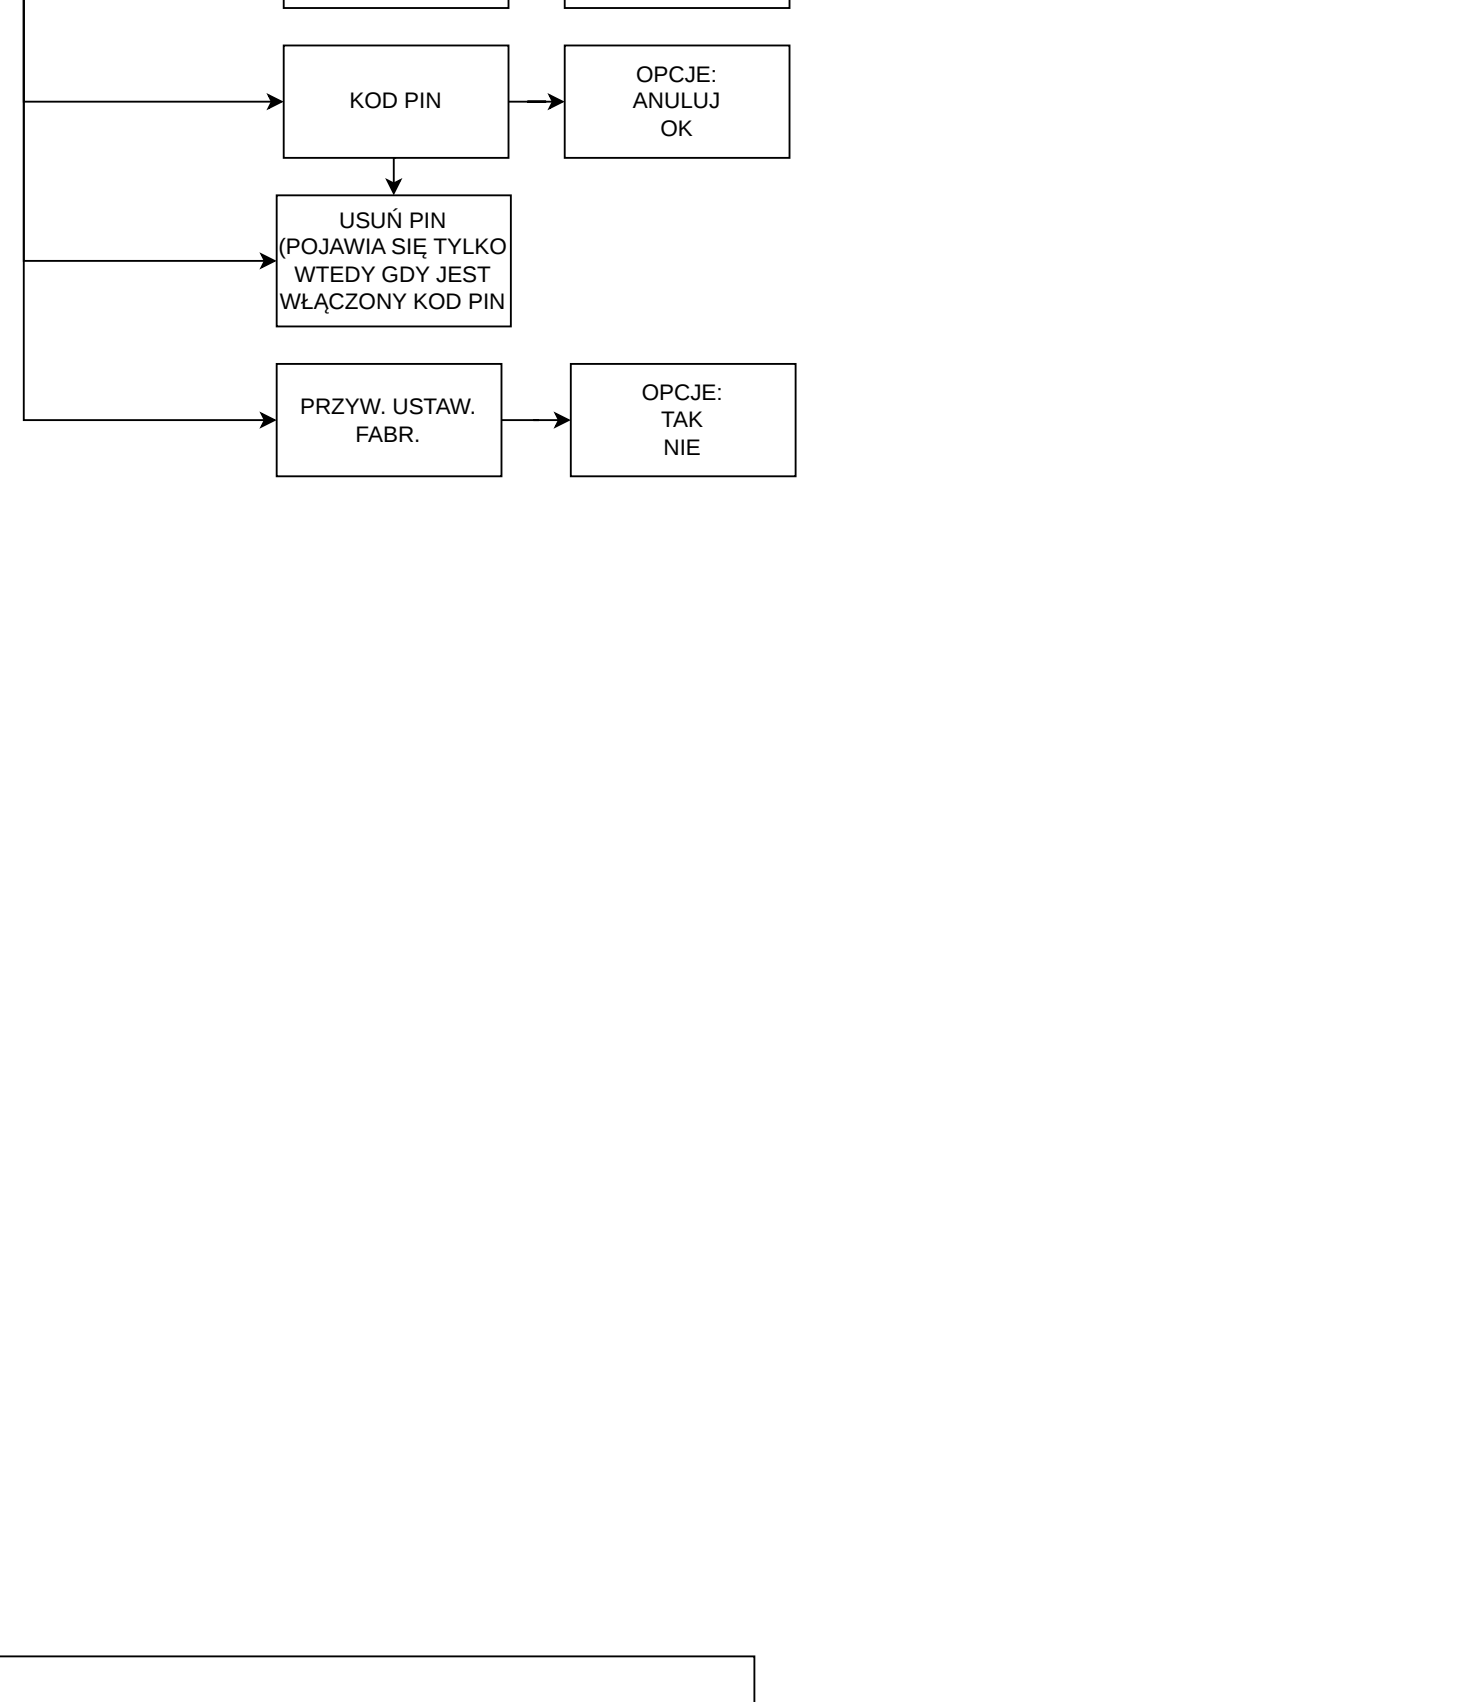 KOD PIN
OPCJE:
ANULUJ
OK
USUŃ PIN
(POJAWIA SIĘ TYLKO
WTEDY GDY JEST
WŁĄCZONY KOD PIN
PRZYW. USTAW.
FABR.
OPCJE:
TAK
NIE